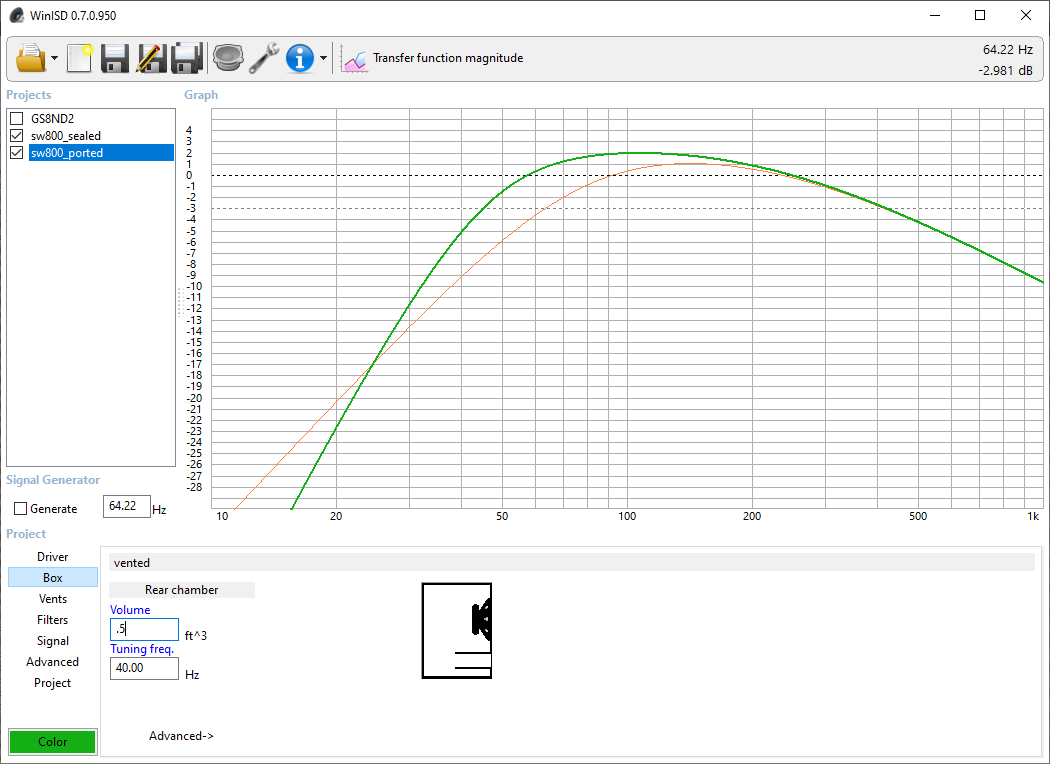 WinISD 0.7.0.950
Transfer function magnitude
64.22 Hz
-2.981 dB
Projects
GS8ND2
sw800_sealed
sw800_ported
Graph
4
3
2
1
0
-1
-2
-3
-4
-5
-6
-7
-8
-9
-10
-11
-12
-13
-14
-15
-16
-17
-18
-19
-20
-21
-22
-23
-24
-25
-26
-27
-28
10 20 50 100 200 500 1k
Signal Generator
Generate 64.22 Hz
Project
Driver
Box
Vents
Filters
Signal
Advanced
Project
Color
vented
Rear chamber
Volume
.5 ft^3
Tuning freq.
40.00 Hz
Advanced->